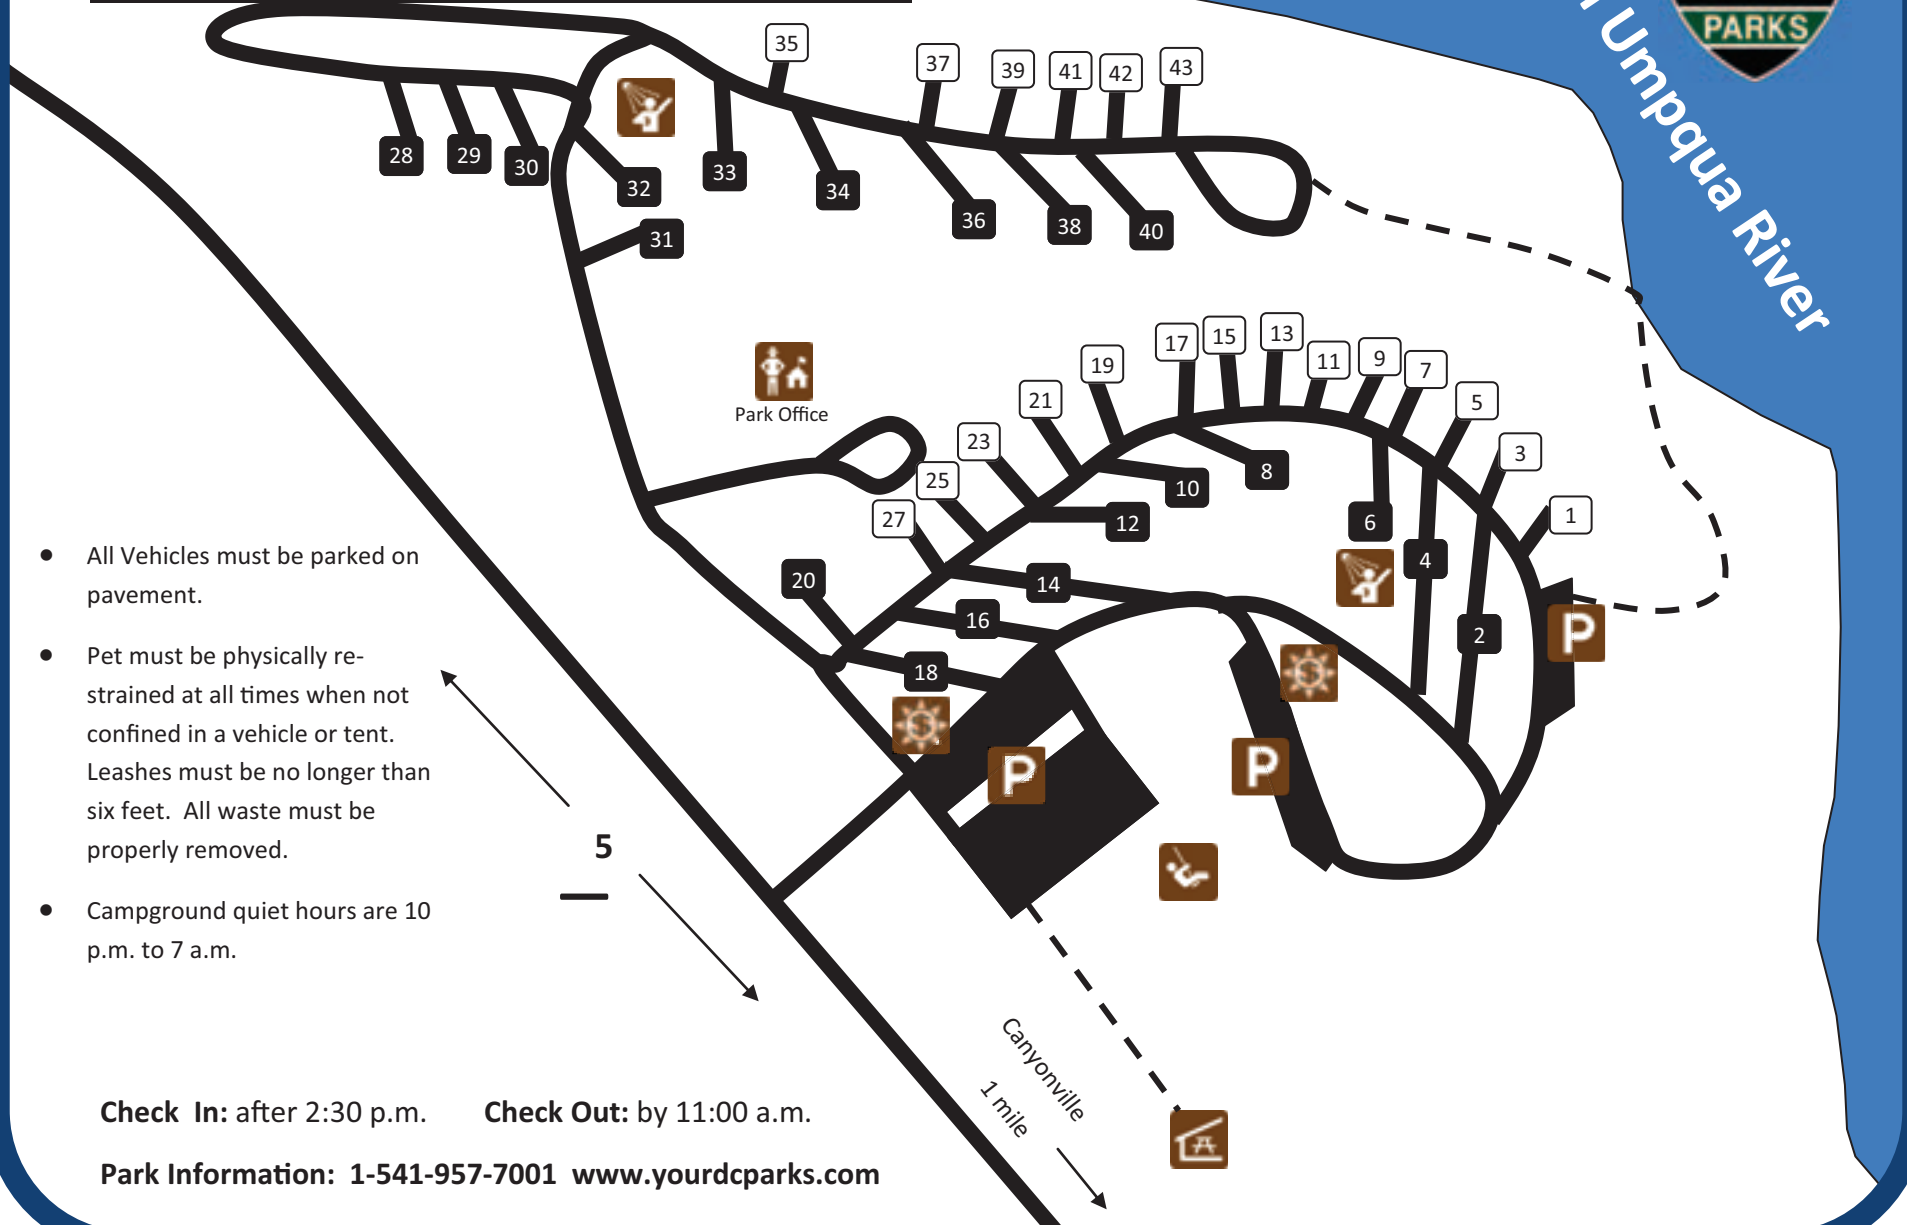 PARKS
Umpqua River
35
37
39
41
42
43
28
29
30
32
33
34
36
38
40
31
Park Office
17
15
13
11
9
7
19
21
5
23
3
25
8
10
27
12
6
1
4
20
14
16
2
18
P
P
P
S
S
• All Vehicles must be parked on
pavement.
• Pet must be physically re-
strained at all times when not
confined in a vehicle or tent.
Leashes must be no longer than
six feet. All waste must be
properly removed.
• Campground quiet hours are 10
p.m. to 7 a.m.
5
Canyonville
1 mile
Check In: after 2:30 p.m. Check Out: by 11:00 a.m.
Park Information: 1-541-957-7001 www.yourdcparks.com